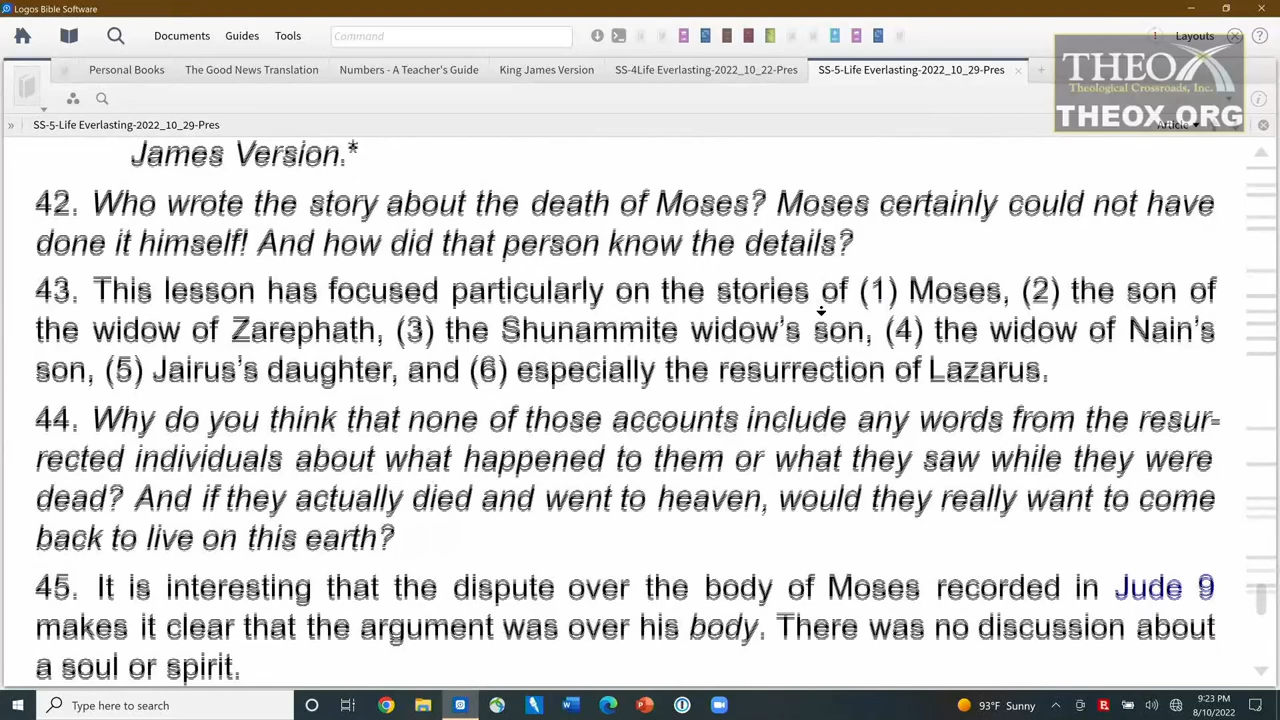 Logos Bible Software
Documents Guides Tools Command Layouts
THEOX
Theological Crossroads, Inc.
THEOX.ORG
Personal Books The Good News Translation Numbers - A Teacher's Guide King James Version SS-4Life Everlasting-2022_10_22-Pres SS-5-Life Everlasting-2022_10_29-Pres
SS-5-Life Everlasting-2022_10_29-Pres Article
James Version.*
42. Who wrote the story about the death of Moses? Moses certainly could not have
done it himself! And how did that person know the details?
43. This lesson has focused particularly on the stories of (1) Moses, (2) the son of
the widow of Zarephath, (3) the Shunammite widow's son, (4) the widow of Nain's
son, (5) Jairus's daughter, and (6) especially the resurrection of Lazarus.
44. Why do you think that none of those accounts include any words from the resur-
rected individuals about what happened to them or what they saw while they were
dead? And if they actually died and went to heaven, would they really want to come
back to live on this earth?
45. It is interesting that the dispute over the body of Moses recorded in Jude 9
makes it clear that the argument was over his body. There was no discussion about
a soul or spirit.
Type here to search
93°F Sunny
9:23 PM
8/10/2022